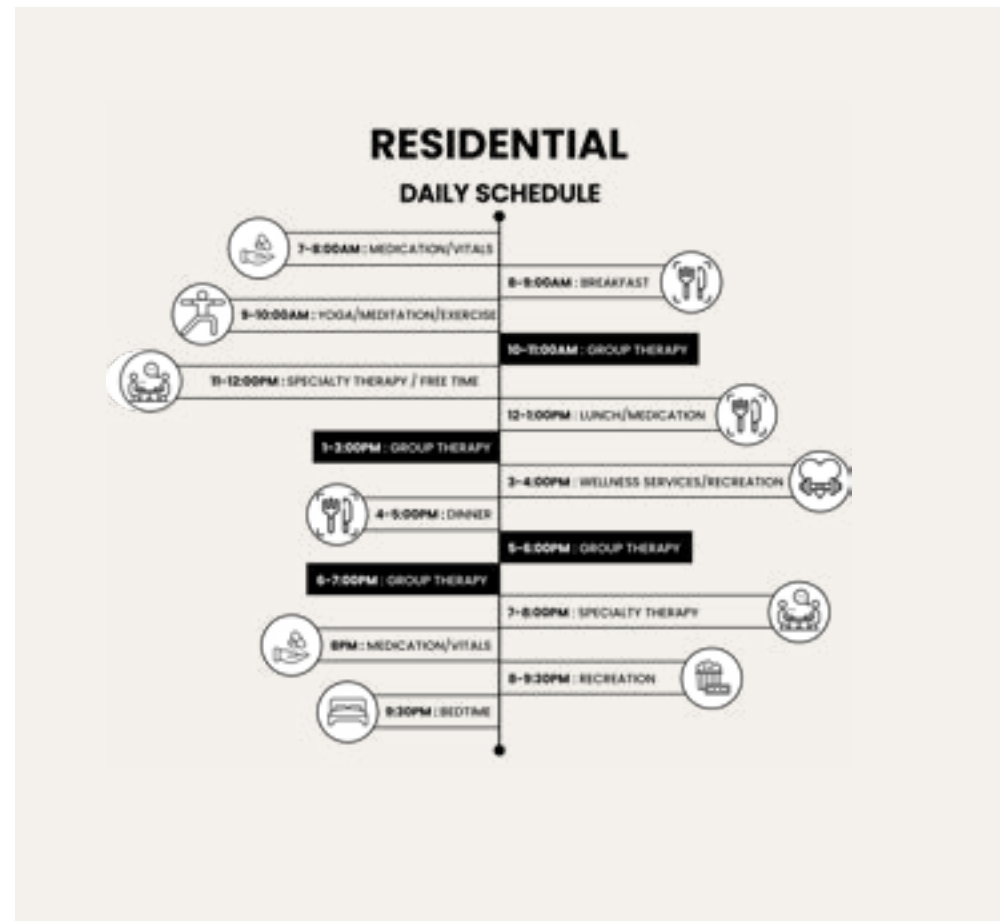 RESIDENTIAL
DAILY SCHEDULE
7-8:00AM : MEDICATION/VITALS
8-9:00AM : BREAKFAST
9-10:00AM : YOGA/MEDITATION/EXERCISE
10-11:00AM : GROUP THERAPY
11-12:00PM : SPECIALTY THERAPY / FREE TIME
12-1:00PM : LUNCH/MEDICATION
1-3:00PM : GROUP THERAPY
3-4:00PM : WELLNESS SERVICES/RECREATION
4-5:00PM : DINNER
5-6:00PM : GROUP THERAPY
6-7:00PM : GROUP THERAPY
7-8:00PM : SPECIALTY THERAPY
8PM : MEDICATION/VITALS
8-9:30PM : RECREATION
9:30PM : BEDTIME